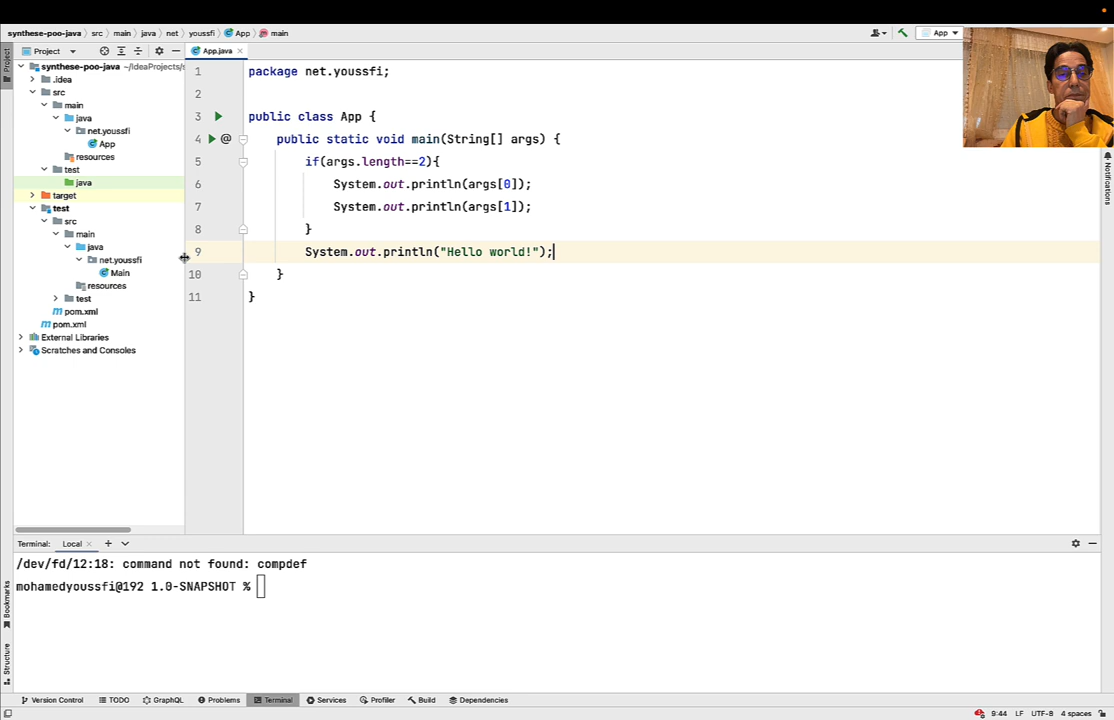 synthese-poo-java > src > main > java > net > youssfi > App > main
App
Project
App.java
synthese-poo-java ~/IdeaProjects/s
.idea
src
main
java
net.youssfi
App
resources
test
java
target
test
src
main
java
net.youssfi
Main
resources
test
pom.xml
pom.xml
External Libraries
Scratches and Consoles
1 package net.youssfi;
2
3 public class App {
4 @ public static void main(String[] args) {
5 if(args.length==2){
6 System.out.println(args[0]);
7 System.out.println(args[1]);
8 }
9 System.out.println("Hello world!");
10 }
11 }
Project
Notifications
Bookmarks
Structure
Terminal: Local
/dev/fd/12:18: command not found: compdef
mohamedyoussfi@192 1.0-SNAPSHOT %
Version Control TODO GraphQL Problems Terminal Services Profiler Build Dependencies
9:44 LF UTF-8 4 spaces